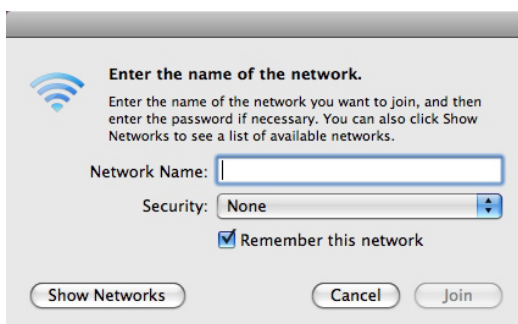 Enter the name of the network.
Enter the name of the network you want to join, and then
enter the password if necessary. You can also click Show
Networks to see a list of available networks.
Network Name:
Security: None
Remember this network
Show Networks Cancel Join